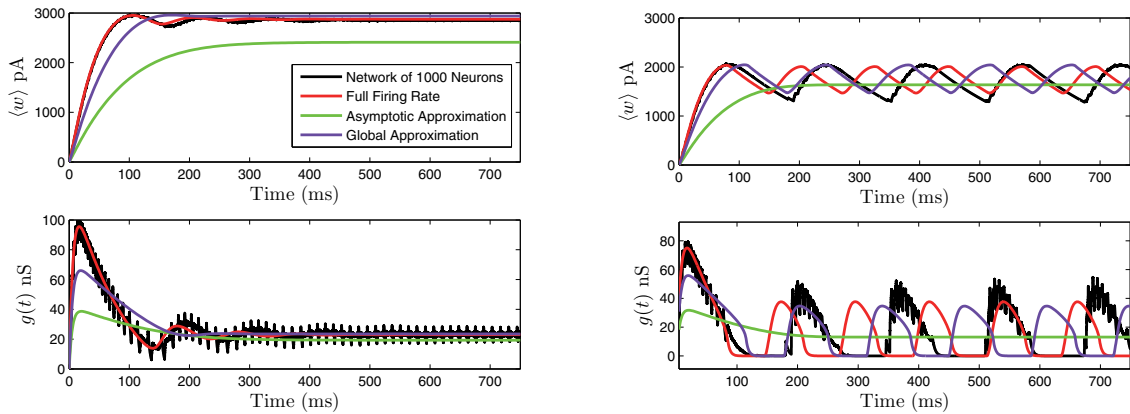 3000
2000
1000
0
⟨w⟩ pA
0 100 200 300 400 500 600 700
Time (ms)
Network of 1000 Neurons
Full Firing Rate
Asymptotic Approximation
Global Approximation
3000
2000
1000
0
⟨w⟩ pA
0 100 200 300 400 500 600 700
Time (ms)
100
80
60
40
20
0
g(t) nS
0 100 200 300 400 500 600 700
Time (ms)
80
60
40
20
0
g(t) nS
100 200 300 400 500 600 700
Time (ms)